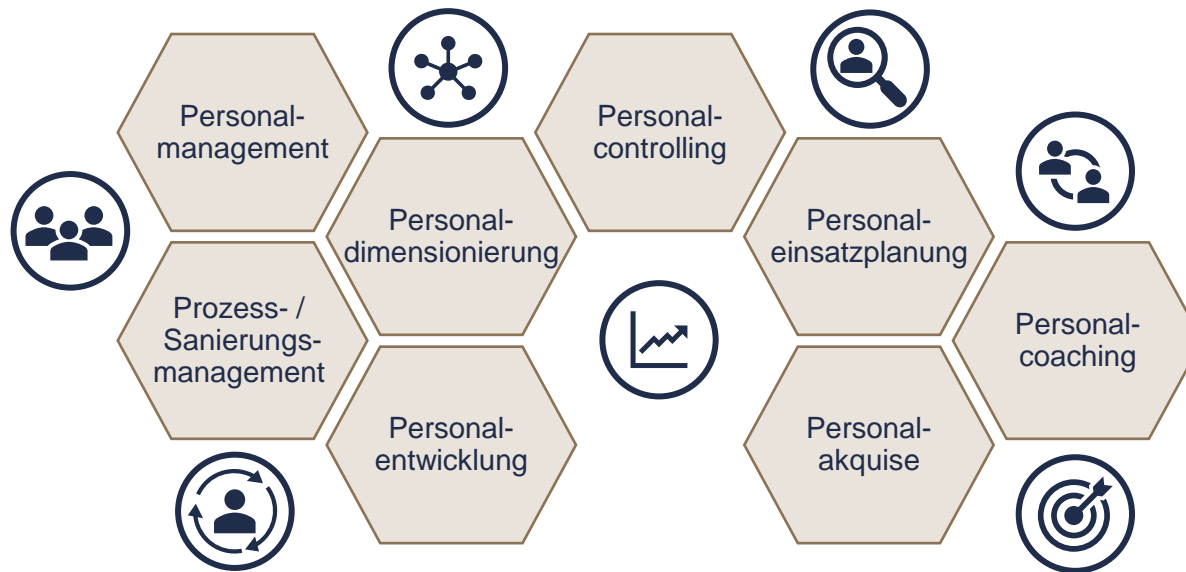 Personal-
management
Personal-
controlling
Personal-
dimensionierung
Personal-
einsatzplanung
Prozess- /
Sanierungs-
management
Personal-
coaching
Personal-
entwicklung
Personal-
akquise